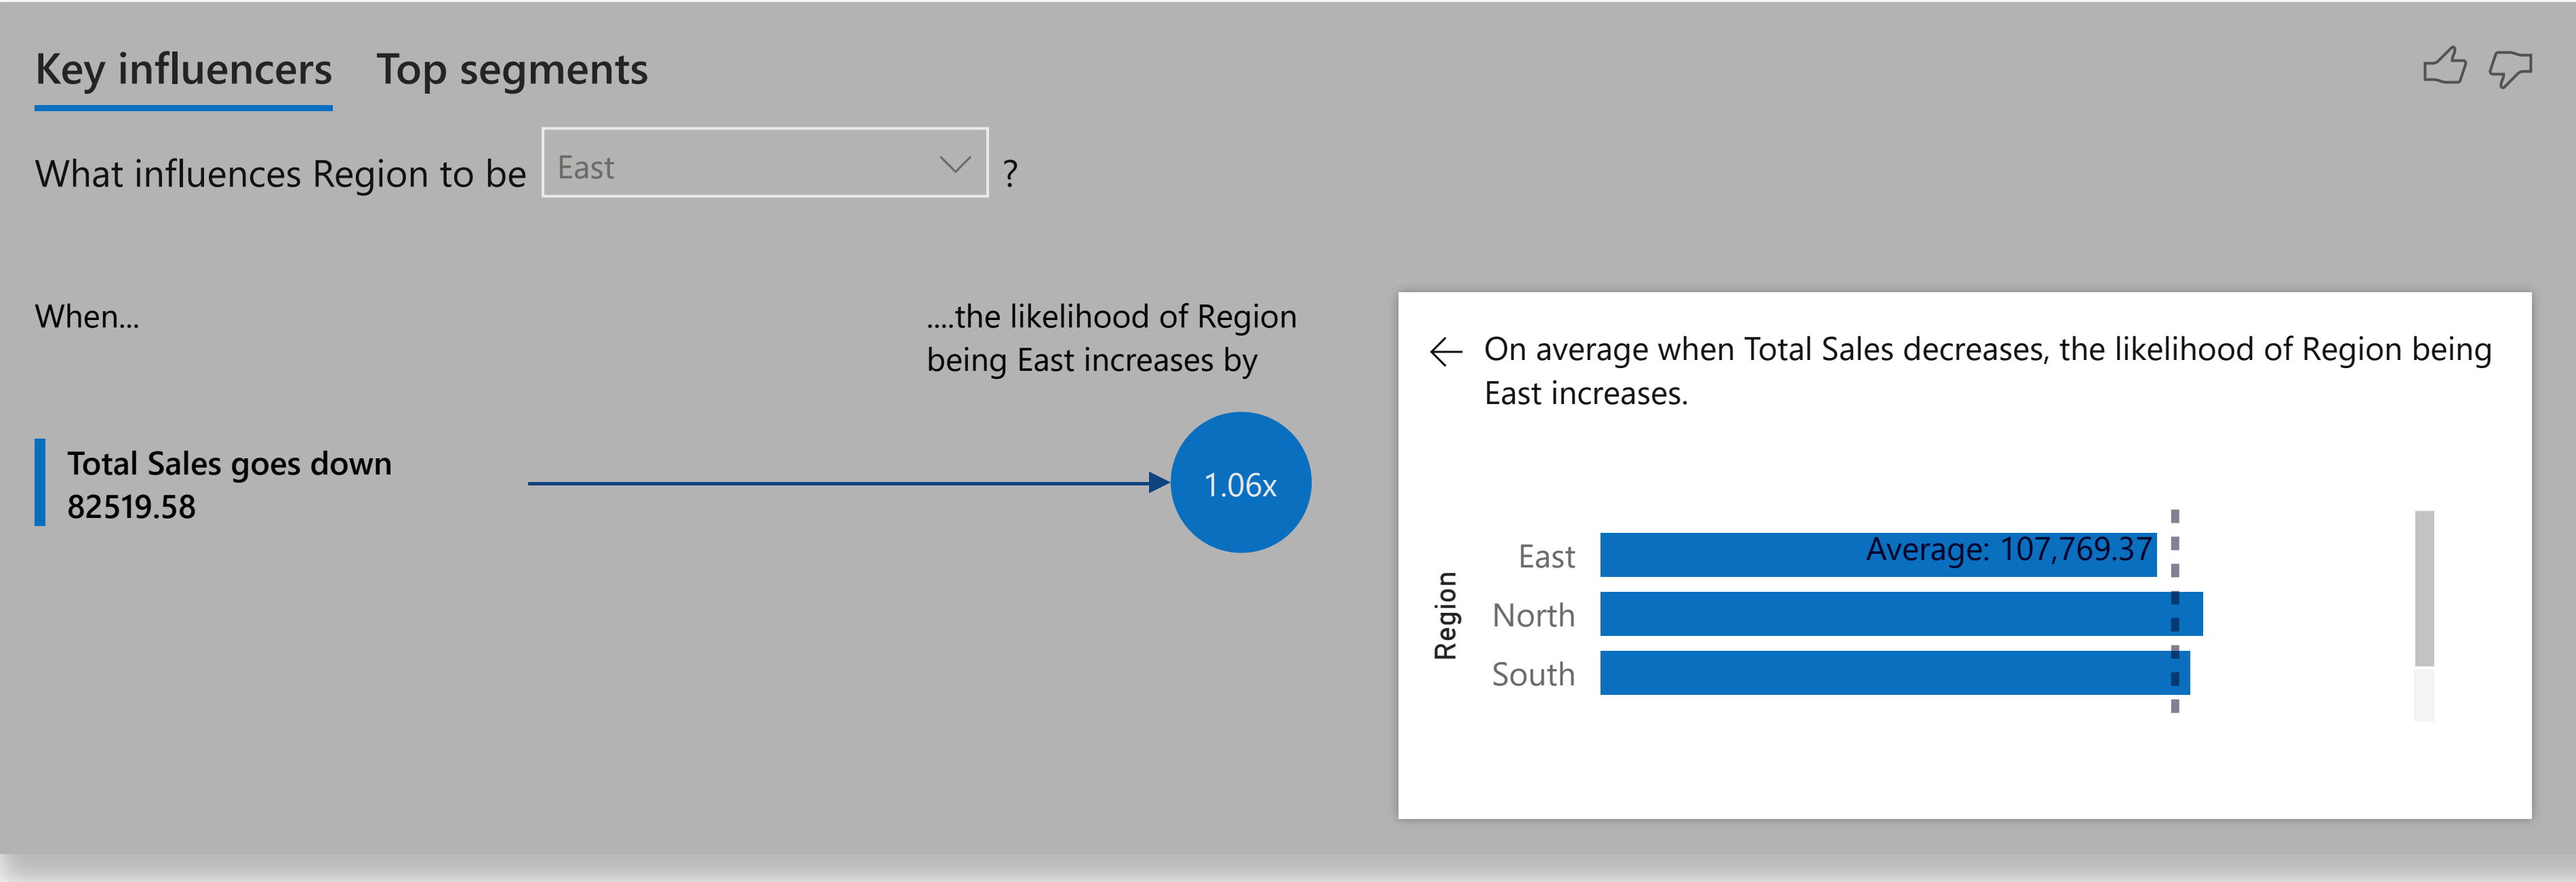 Key influencers Top segments
What influences Region to be East ?
When...
....the likelihood of Region
being East increases by
Total Sales goes down
82519.58
1.06x
On average when Total Sales decreases, the likelihood of Region being
East increases.
Region
East
Average: 107,769.37
North
South